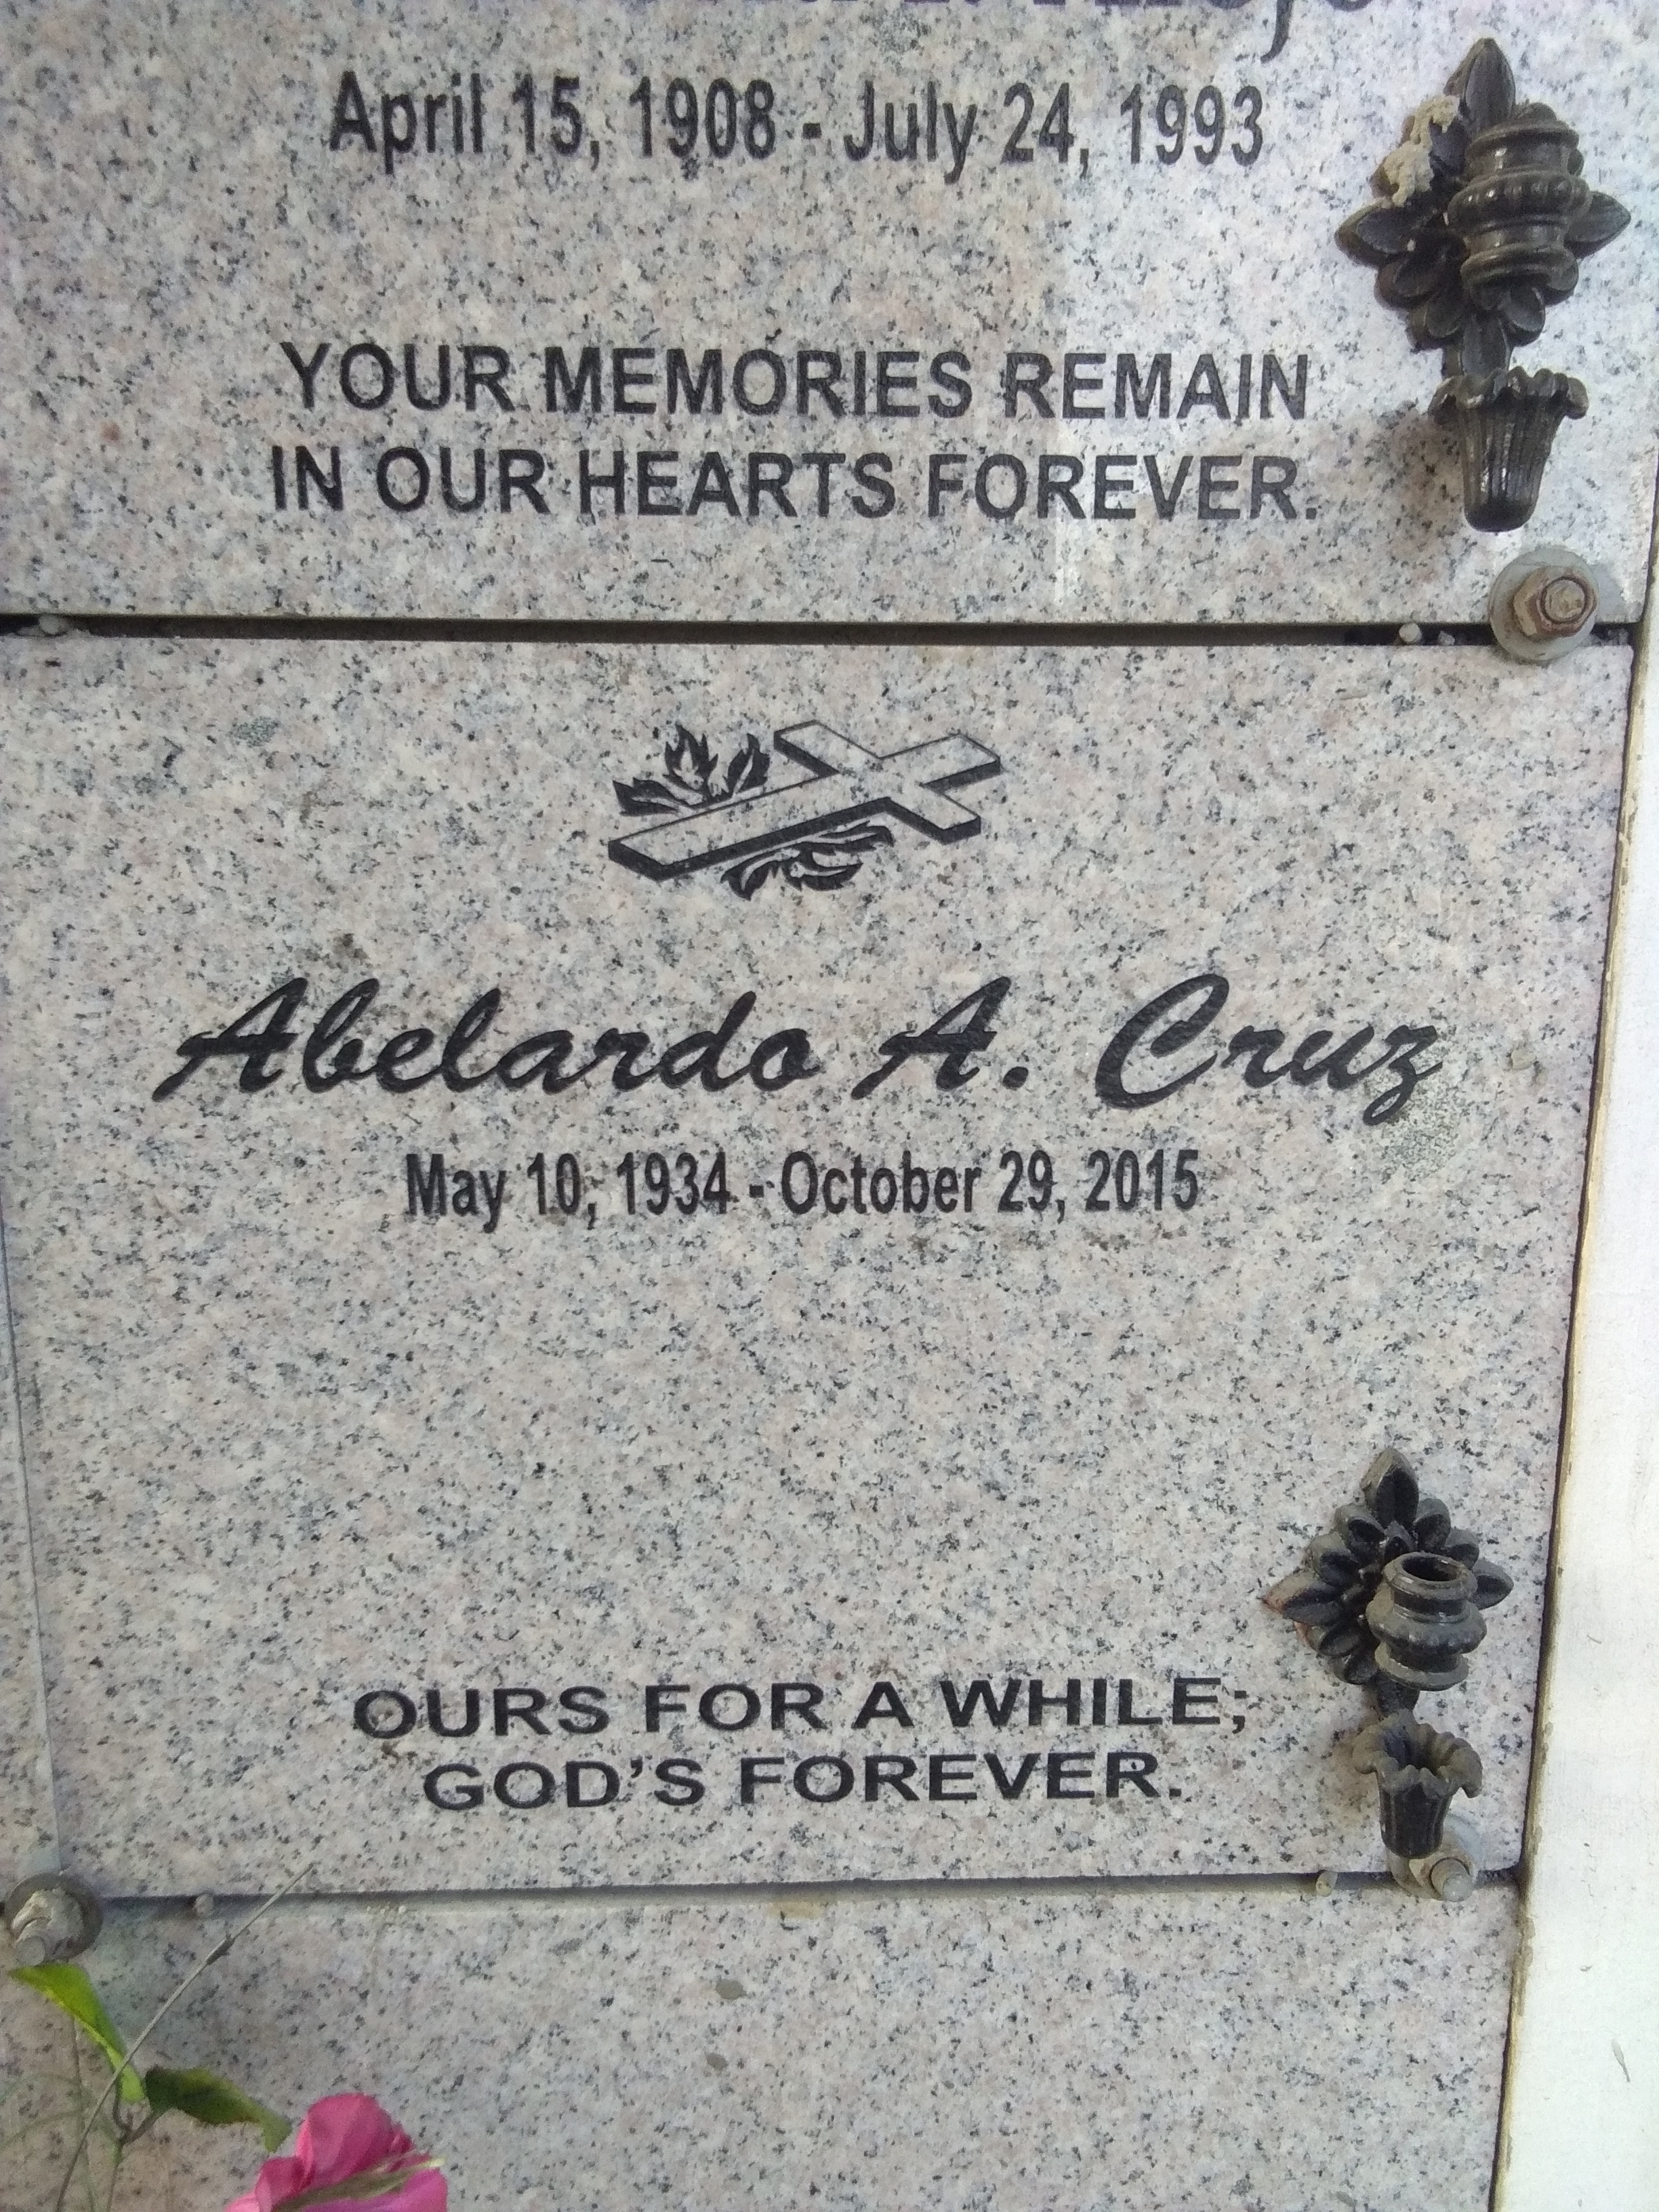 April 15, 1908 - July 24, 1993
YOUR MEMORIES REMAIN
IN OUR HEARTS FOREVER.
Abelardo A. Cruz
May 10, 1934 - October 29, 2015
OURS FOR A WHILE;
GOD'S FOREVER.